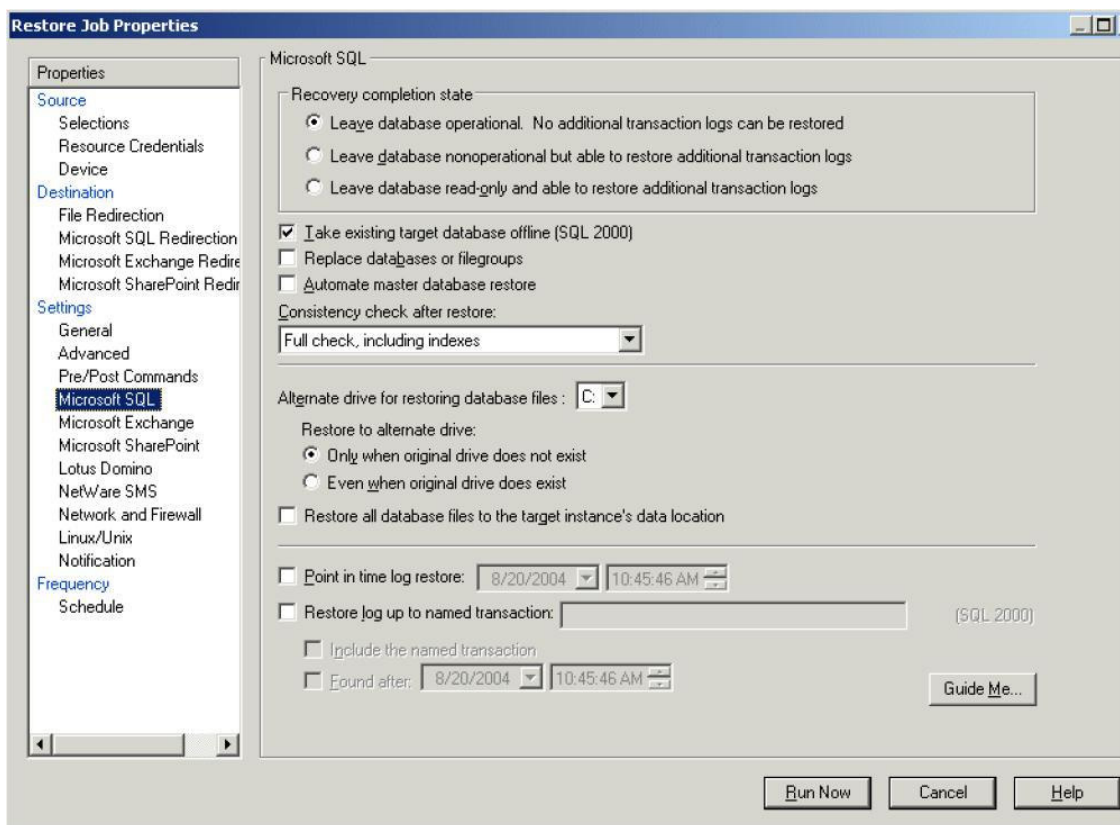 Restore Job Properties
Properties
Source
Selections
Resource Credentials
Device
Destination
File Redirection
Microsoft SQL Redirection
Microsoft Exchange Redire
Microsoft SharePoint Redir
Settings
General
Advanced
Pre/Post Commands
Microsoft SQL
Microsoft Exchange
Microsoft SharePoint
Lotus Domino
NetWare SMS
Network and Firewall
Linux/Unix
Notification
Frequency
Schedule
Microsoft SQL
Recovery completion state
Leave database operational. No additional transaction logs can be restored
Leave database nonoperational but able to restore additional transaction logs
Leave database read-only and able to restore additional transaction logs
Take existing target database offline (SQL 2000)
Replace databases or filegroups
Automate master database restore
Consistency check after restore:
Full check, including indexes
Alternate drive for restoring database files : C:
Restore to alternate drive:
Only when original drive does not exist
Even when original drive does exist
Restore all database files to the target instance's data location
Point in time log restore: 8/20/2004 10:45:46 AM
Restore log up to named transaction: (SQL 2000)
Include the named transaction
Found after: 8/20/2004 10:45:46 AM
Guide Me...
Run Now Cancel Help